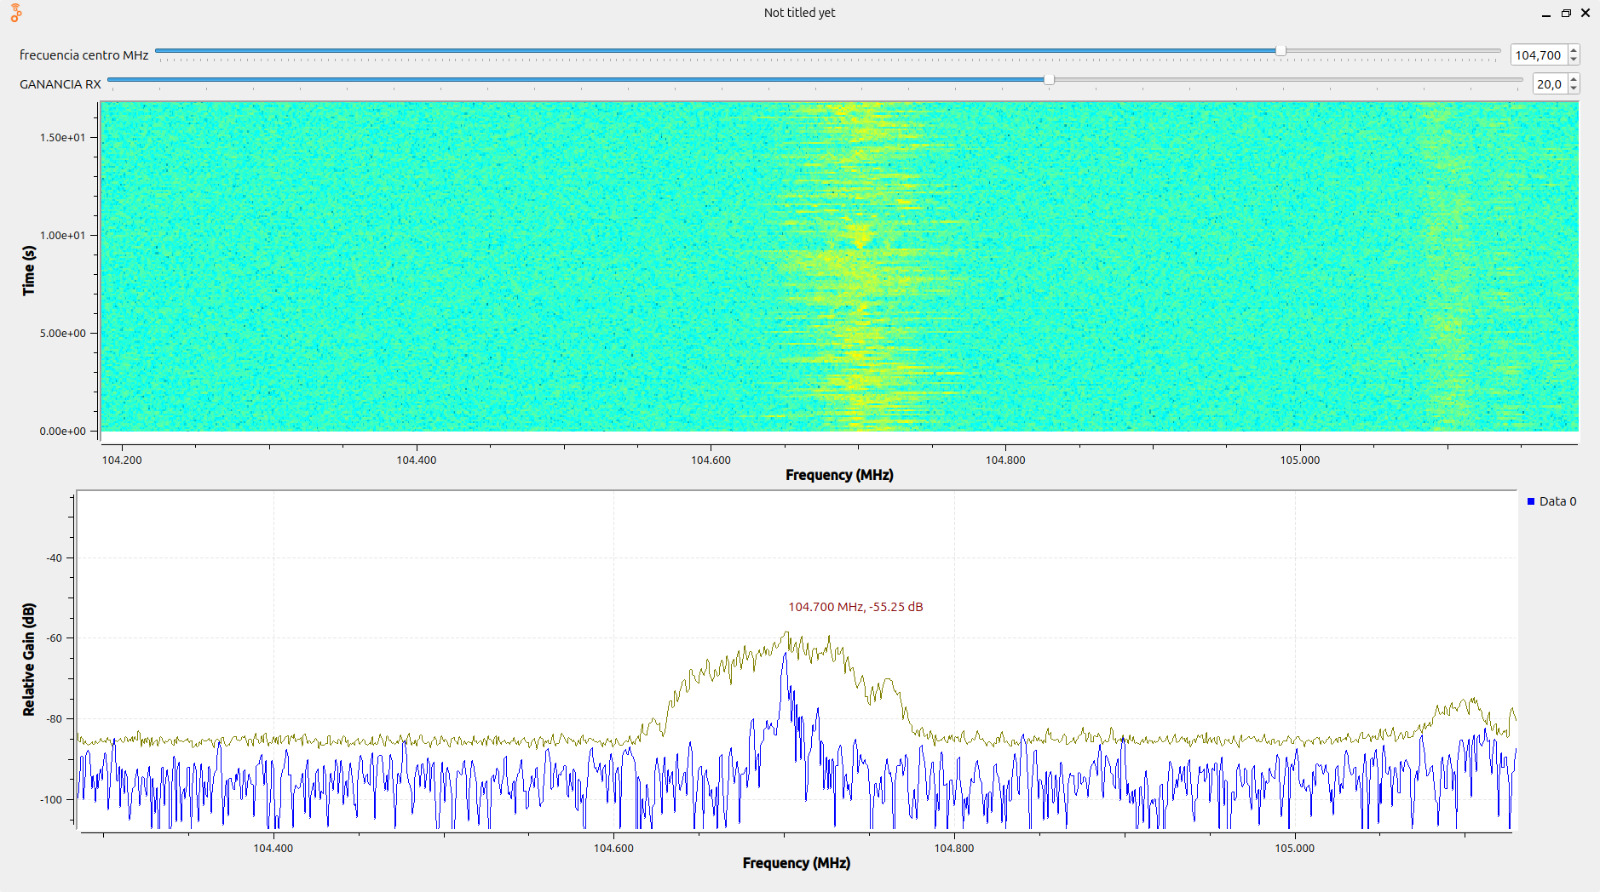 Not titled yet
frecuencia centro MHz
104,700
GANANCIA RX
20,0
1.50e+01
1.00e+01
5.00e+00
0.00e+00
Time (s)
104.200 104.400 104.600 104.800 105.000
Frequency (MHz)
Data 0
-40
-60
-80
-100
Relative Gain (dB)
104.700 MHz, -55.25 dB
104.400 104.600 104.800 105.000
Frequency (MHz)